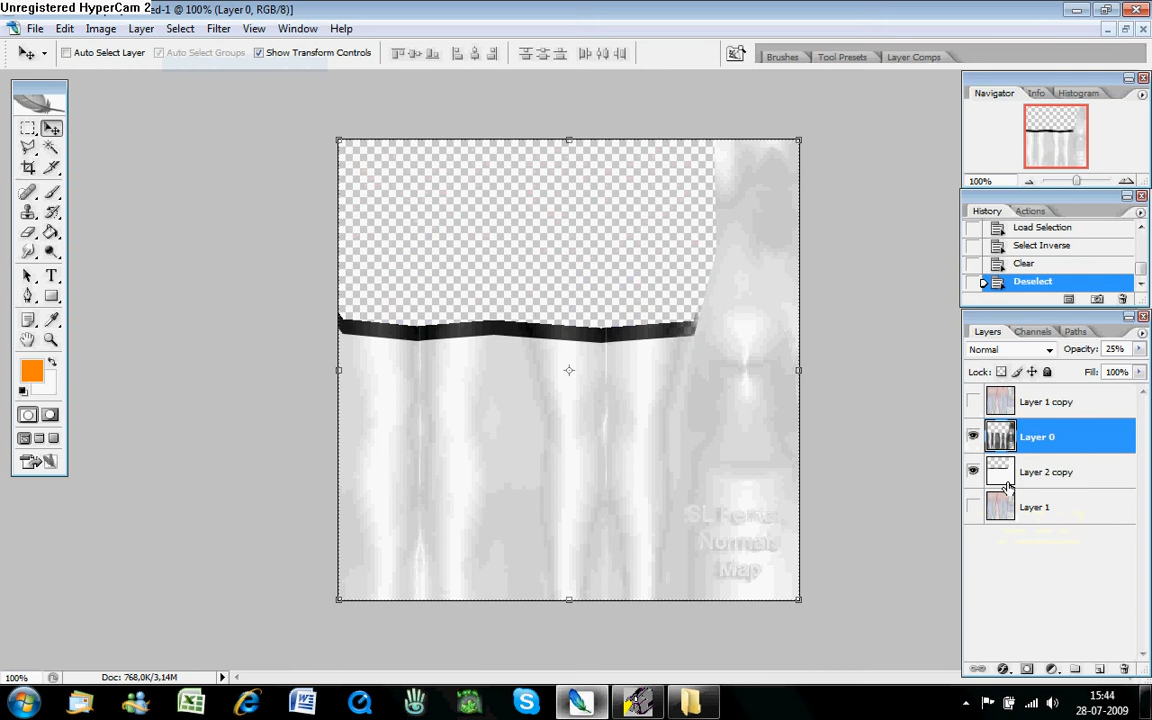 Unregistered HyperCam 2
ed-1 @ 100% (Layer 0, RGB/8)]
File Edit Image Layer Select Filter View Window Help
Auto Select Layer Auto Select Groups Show Transform Controls
Brushes Tool Presets Layer Comps
Navigator Info Histogram
100%
History Actions
Load Selection
Select Inverse
Clear
Deselect
Layers Channels Paths
Normal Opacity: 25%
Lock: Fill: 100%
Layer 1 copy
Layer 0
Layer 2 copy
Layer 1
SL
Normals
Map
100% Doc: 768,0K/3,14M
15:44
28-07-2009